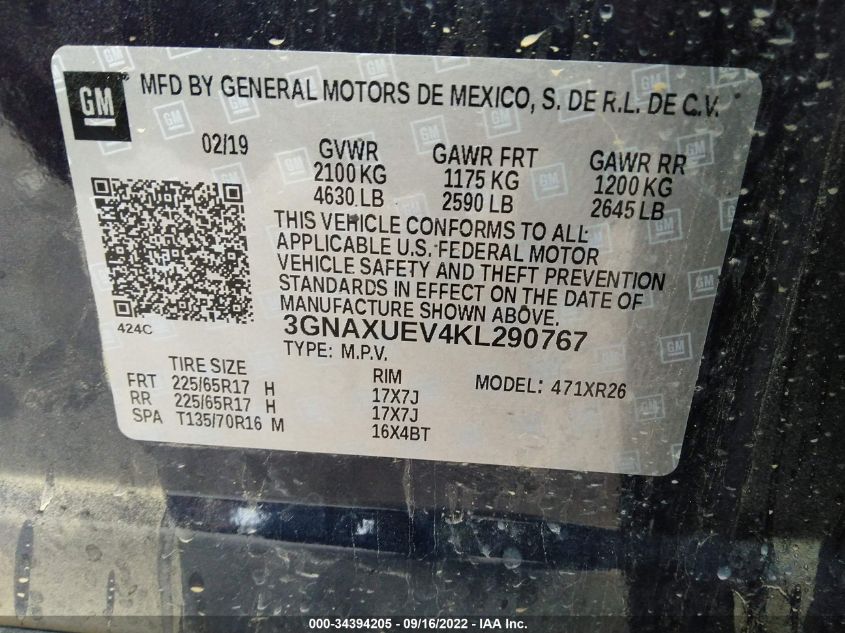 GM
MFD BY GENERAL MOTORS DE MEXICO, S. DE R.L. DE C.V.
02/19 GVWR GAWR FRT GAWR RR
2100 KG 1175 KG 1200 KG
4630 LB 2590 LB 2645 LB
THIS VEHICLE CONFORMS TO ALL
APPLICABLE U.S. FEDERAL MOTOR
VEHICLE SAFETY AND THEFT PREVENTION
STANDARDS IN EFFECT ON THE DATE OF
MANUFACTURE SHOWN ABOVE.
424C 3GNAXUEV4KL290767
TYPE: M.P.V.
TIRE SIZE RIM MODEL: 471XR26
FRT 225/65R17 H 17X7J
RR 225/65R17 H 17X7J
SPA T135/70R16 M 16X4BT
000-34394205 - 09/16/2022 - IAA Inc.